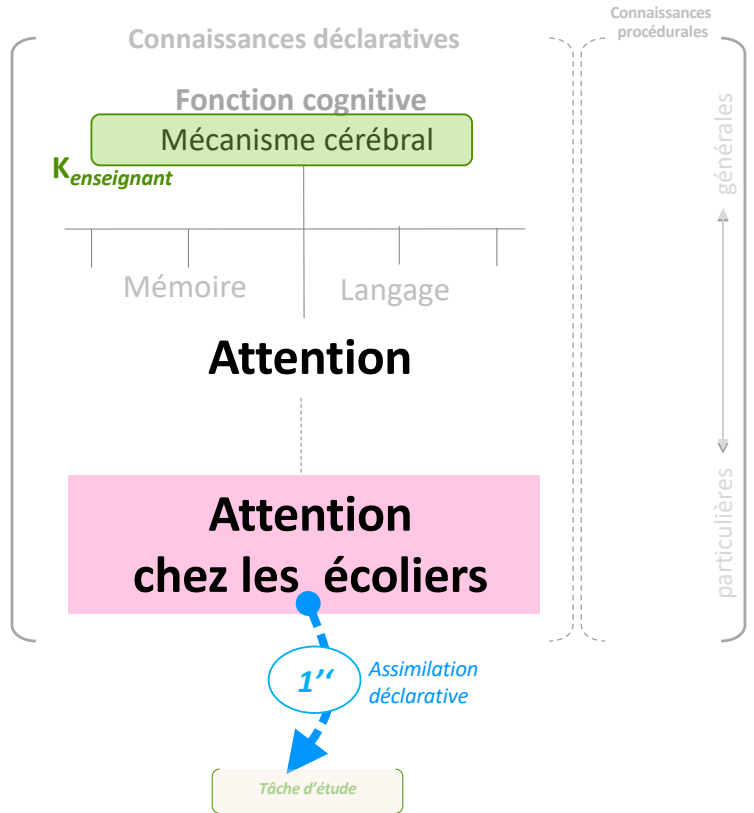 Connaissances
procédurales
Connaissances déclaratives
Fonction cognitive
Mécanisme cérébral
Kenseignant
générales
Mémoire
Langage
Attention
Attention
chez les écoliers
particulières
1’‘
Assimilation
déclarative
Tâche d’étude